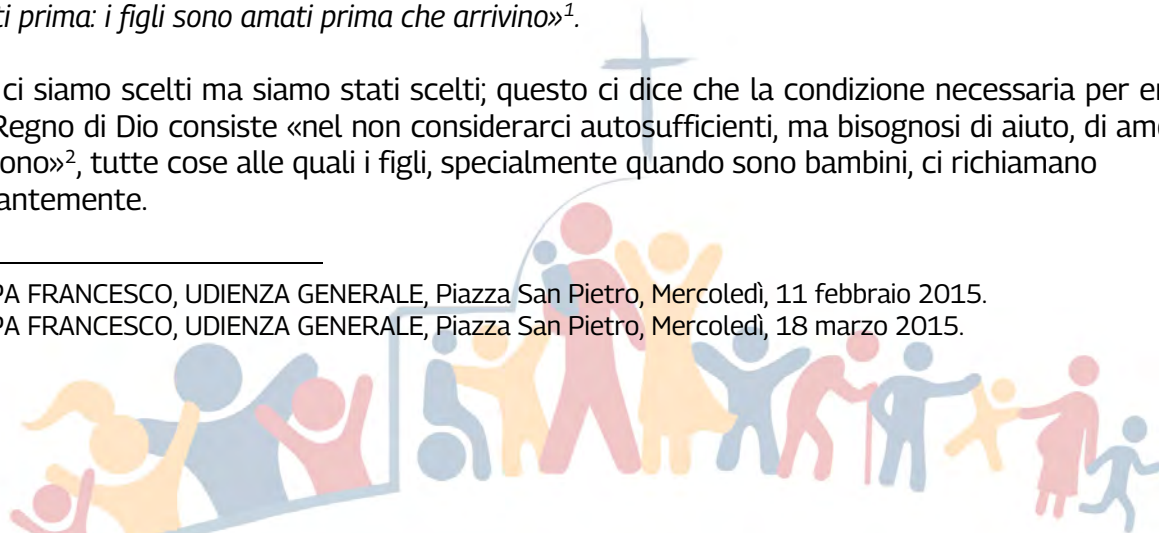 ti prima: i figli sono amati prima che arrivino»1.
ci siamo scelti ma siamo stati scelti; questo ci dice che la condizione necessaria per
Regno di Dio consiste «nel non considerarci autosufficienti, ma bisognosi di aiuto, di
ono»2, tutte cose alle quali i figli, specialmente quando sono bambini, ci richiamano
antemente.
PA FRANCESCO, UDIENZA GENERALE, Piazza San Pietro, Mercoledì, 11 febbraio 2015.
PA FRANCESCO, UDIENZA GENERALE, Piazza San Pietro, Mercoledì, 18 marzo 2015.